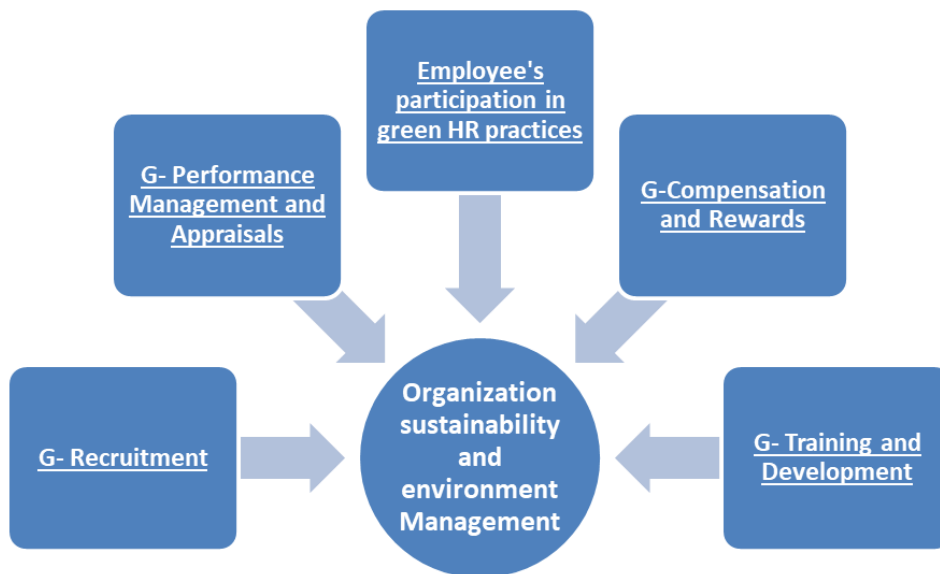 Employee's
participation in
green HR practices
G- Performance
Management and
Appraisals
G-Compensation
and Rewards
G- Recruitment
Organization
sustainability
and
environment
Management
G- Training and
Development